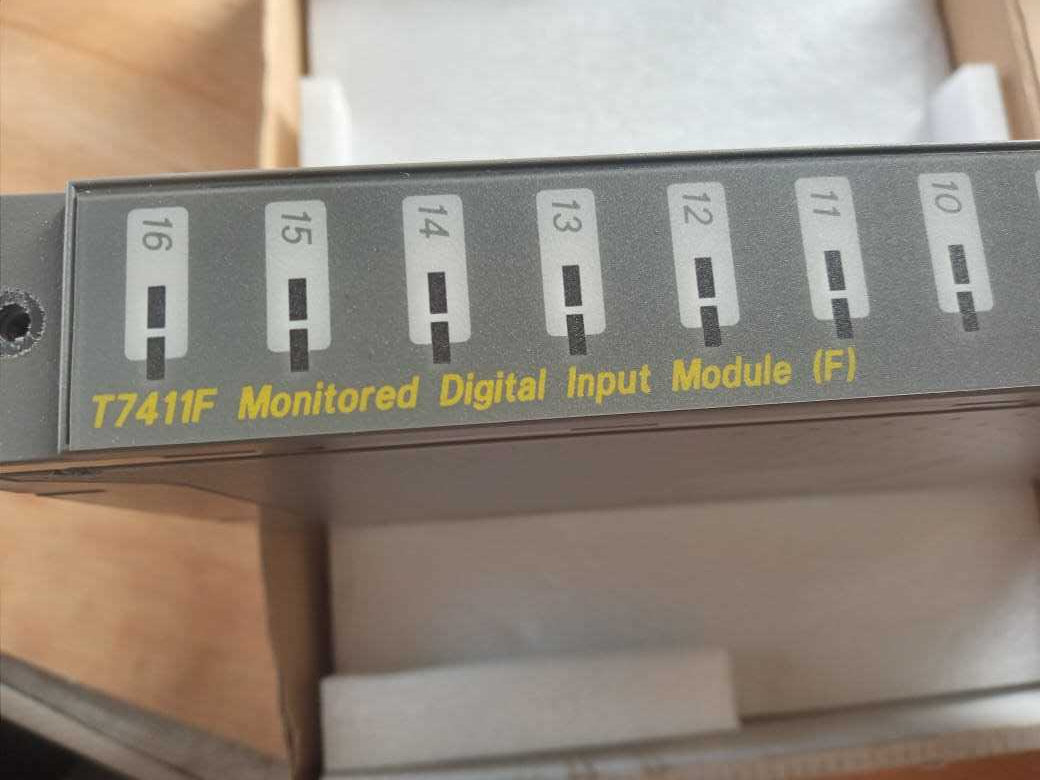 16 15 14 13 12 11 10
T7411F Monitored Digital Input Module (F)